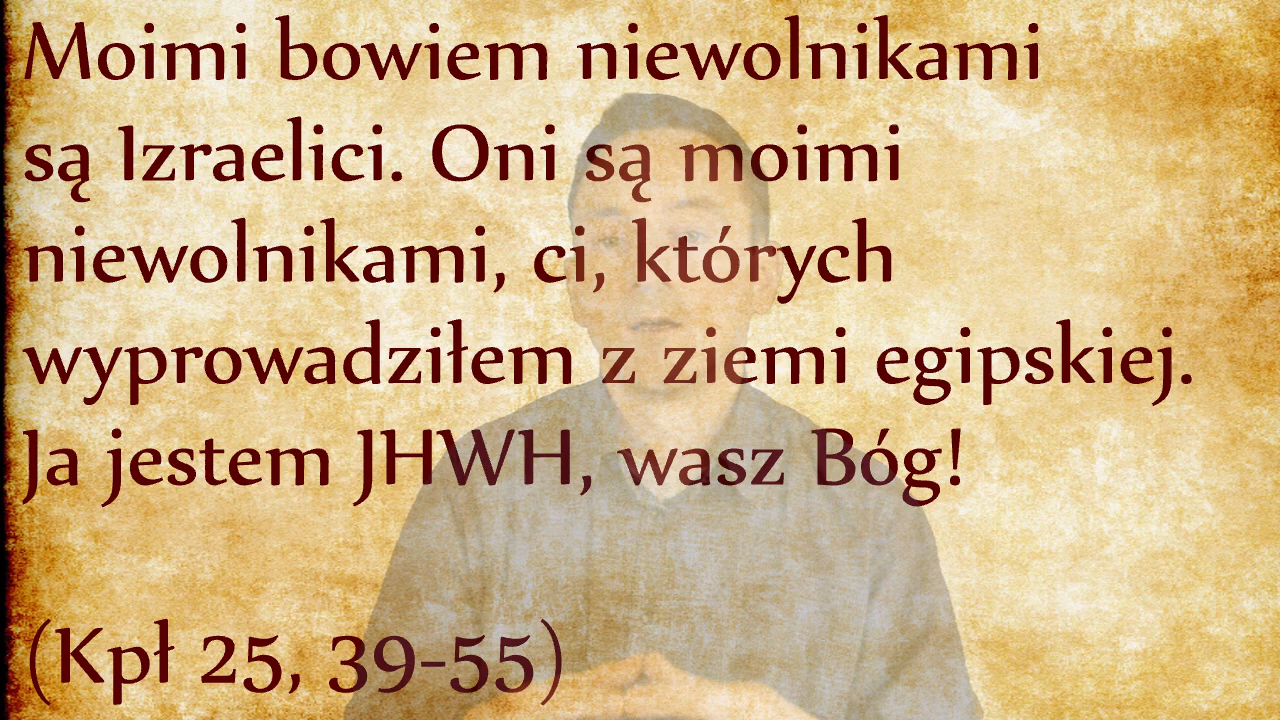 Moimi bowiem niewolnikami
są Izraelici. Oni są moimi
niewolnikami, ci, których
wyprowadziłem z ziemi egipskiej.
Ja jestem JHWH, wasz Bóg!
(Kpł 25, 39-55)